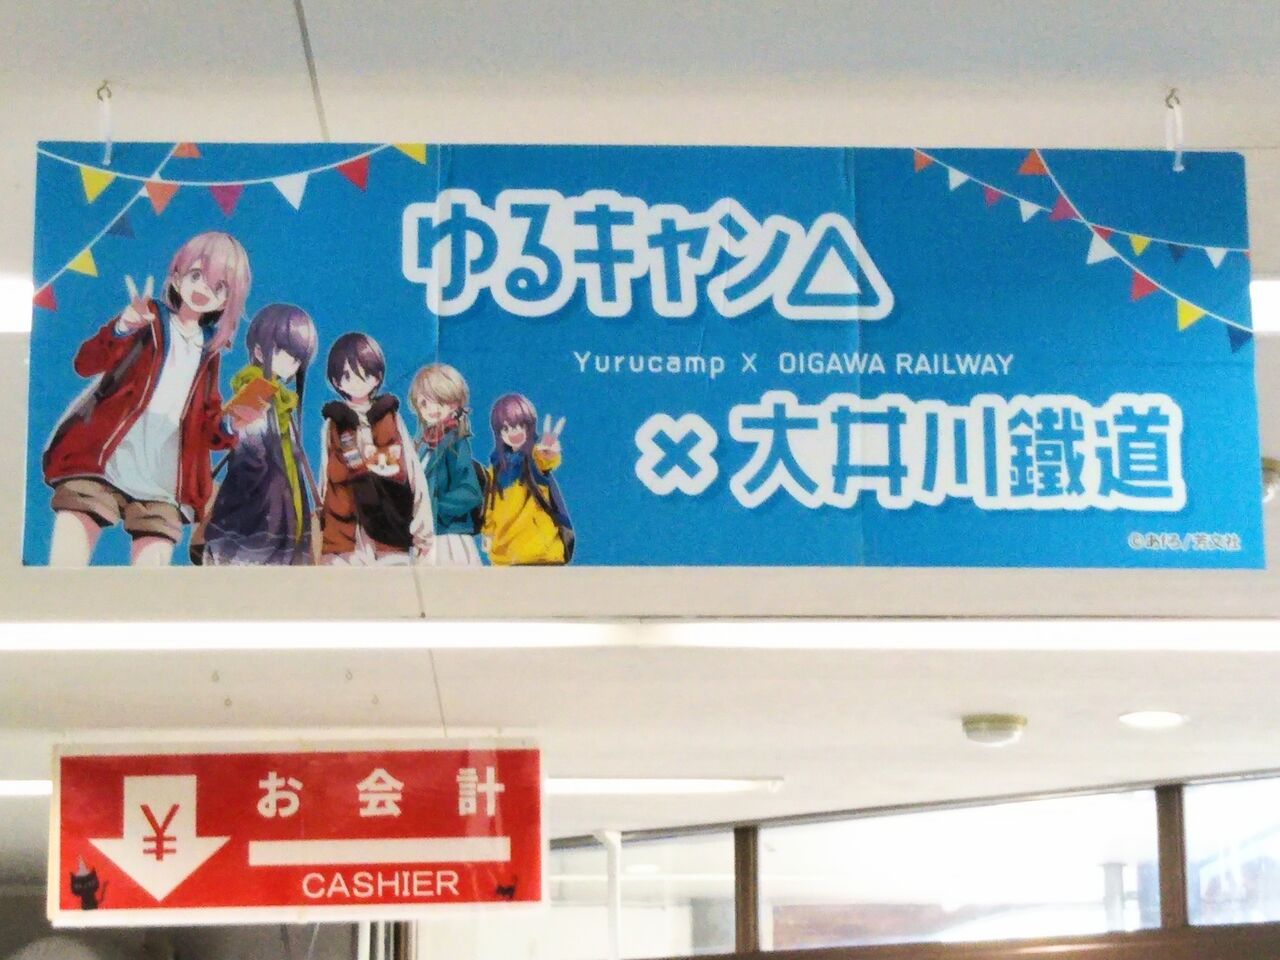 ゆるキャン△
Yurucamp X OIGAWA RAILWAY
×大井川鐵道
©あfろ/芳文社
¥
お会計
CASHIER